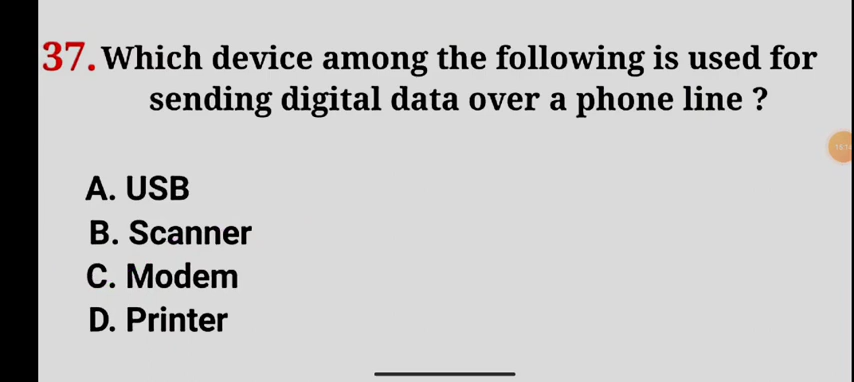 37. Which device among the following is used for
sending digital data over a phone line ?
A. USB
B. Scanner
C. Modem
D. Printer